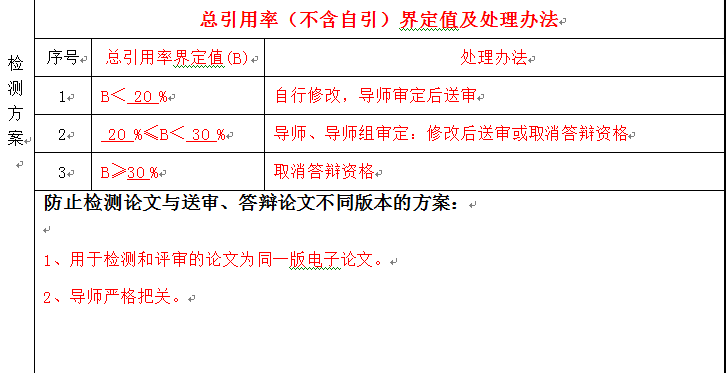 总引用率（不含自引）界定值及处理办法
检测方案
序号 总引用率界定值(B) 处理办法
1 B＜ 20 % 自行修改，导师审定后送审
2 20 %≤B＜ 30 % 导师、导师组审定：修改后送审或取消答辩资格
3 B≥30 % 取消答辩资格
防止检测论文与送审、答辩论文不同版本的方案：
1、用于检测和评审的论文为同一版电子论文。
2、导师严格把关。